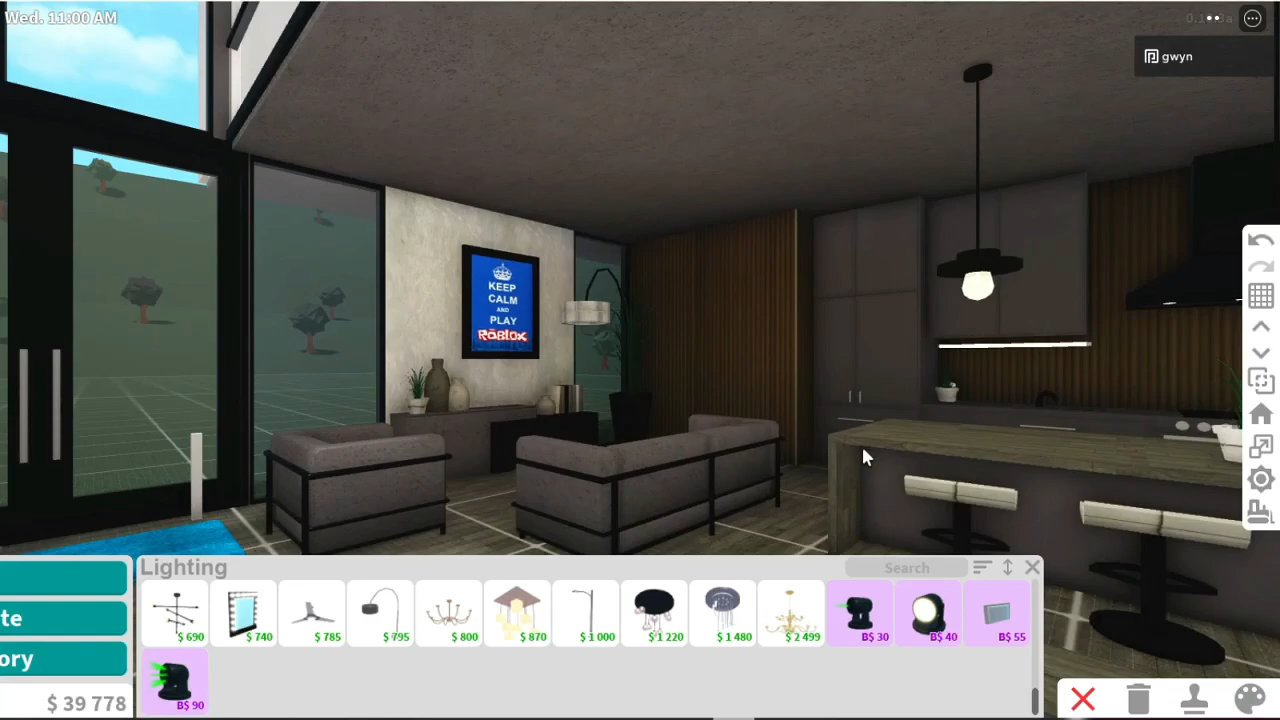 Wed. 11:00 AM
gwyn
KEEP
CALM
AND
PLAY
ROBLOX
Lighting
Search
$ 690
$ 740
$ 785
$ 795
$ 800
$ 870
$ 1 000
$ 1 220
$ 1 480
$ 2 499
B$ 30
B$ 40
B$ 55
B$ 90
te
ory
$ 39 778